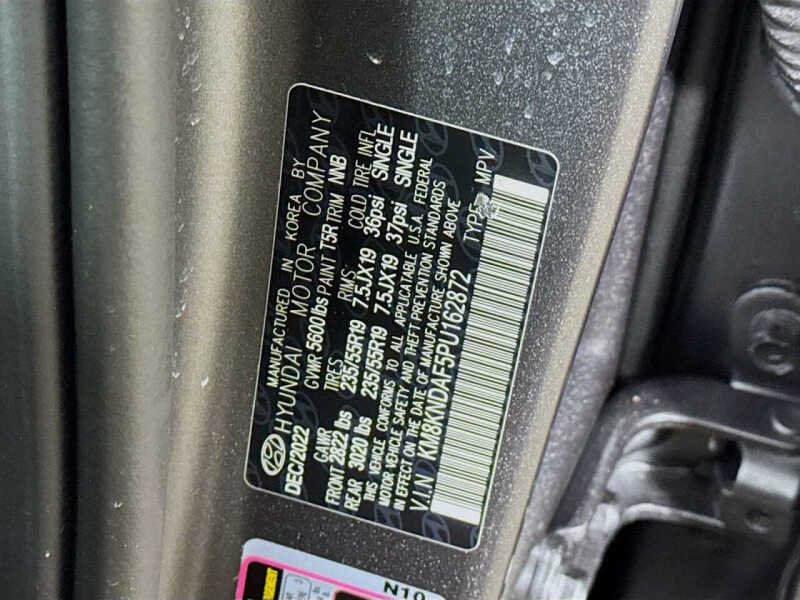 MANUFACTURED IN KOREA BY
HYUNDAI MOTOR COMPANY
DEC/2022 GVWR 5600lbs PAINT T5R TRIM NNB
GAWR TIRES RIMS COLD TIRE INFL
FRONT 2822 lbs 235/55R19 7.5JX19 36psi SINGLE
REAR 3020 lbs 235/55R19 7.5JX19 37psi SINGLE
THIS VEHICLE CONFORMS TO ALL APPLICATABLE U.S.A. FEDERAL
MOTOR VEHICLE SAFETY AND THEFT PREVENTION STANDARDS
IN EFFECT ON THE DATE OF MANUFACTURE SHOWN ABOVE
V.I.N KM8KNDAF5PU162872 TYPE MPV
N10